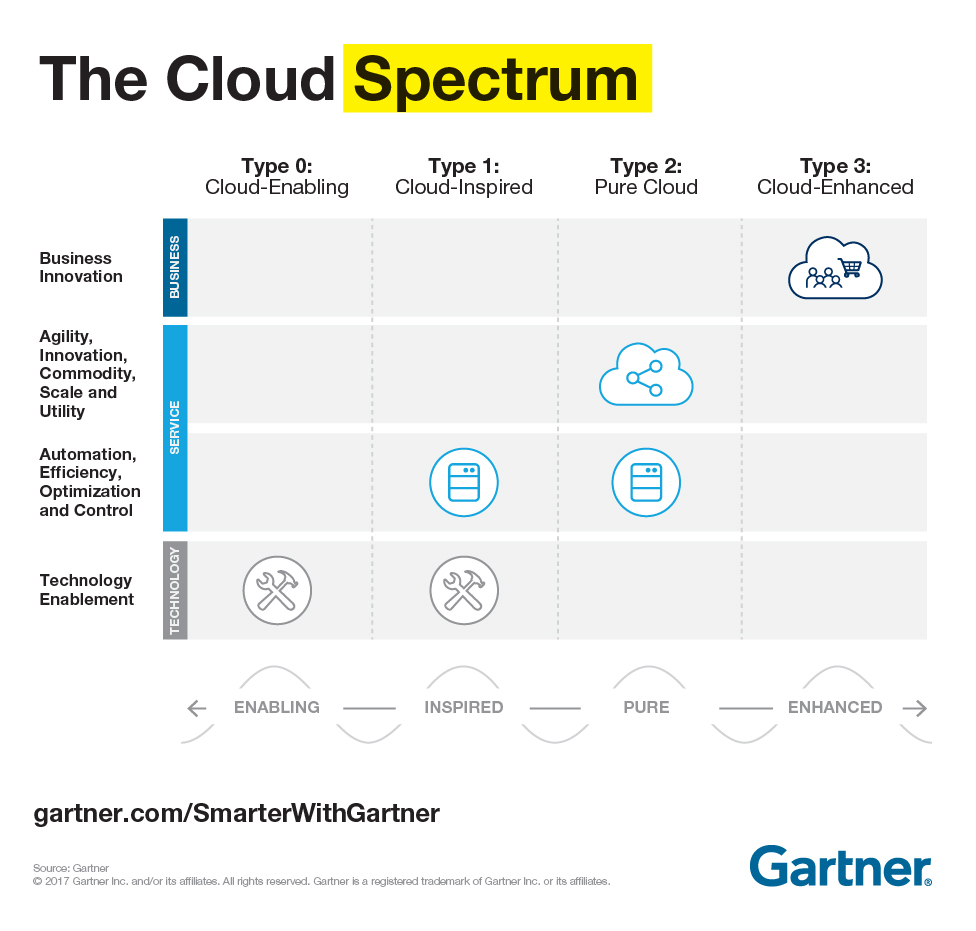 The Cloud Spectrum
Type 0:
Cloud-Enabling
Type 1:
Cloud-Inspired
Type 2:
Pure Cloud
Type 3:
Cloud-Enhanced
Business
Innovation
BUSINESS
Agility,
Innovation,
Commodity,
Scale and
Utility
SERVICE
Automation,
Efficiency,
Optimization
and Control
Technology
Enablement
TECHNOLOGY
ENABLING
INSPIRED
PURE
ENHANCED
gartner.com/SmarterWithGartner
Source: Gartner
© 2017 Gartner Inc. and/or its affiliates. All rights reserved. Gartner is a registered trademark of Gartner Inc. or its affiliates.
Gartner®